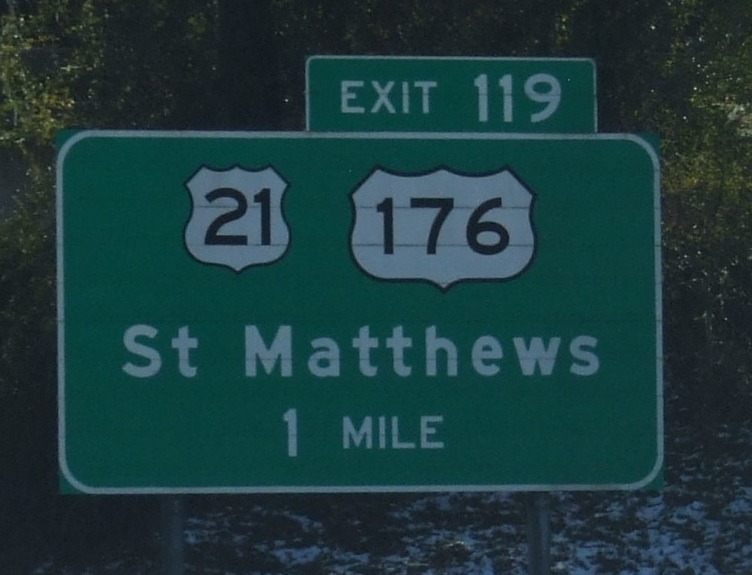 EXIT 119
21 176
St Matthews
1 MILE